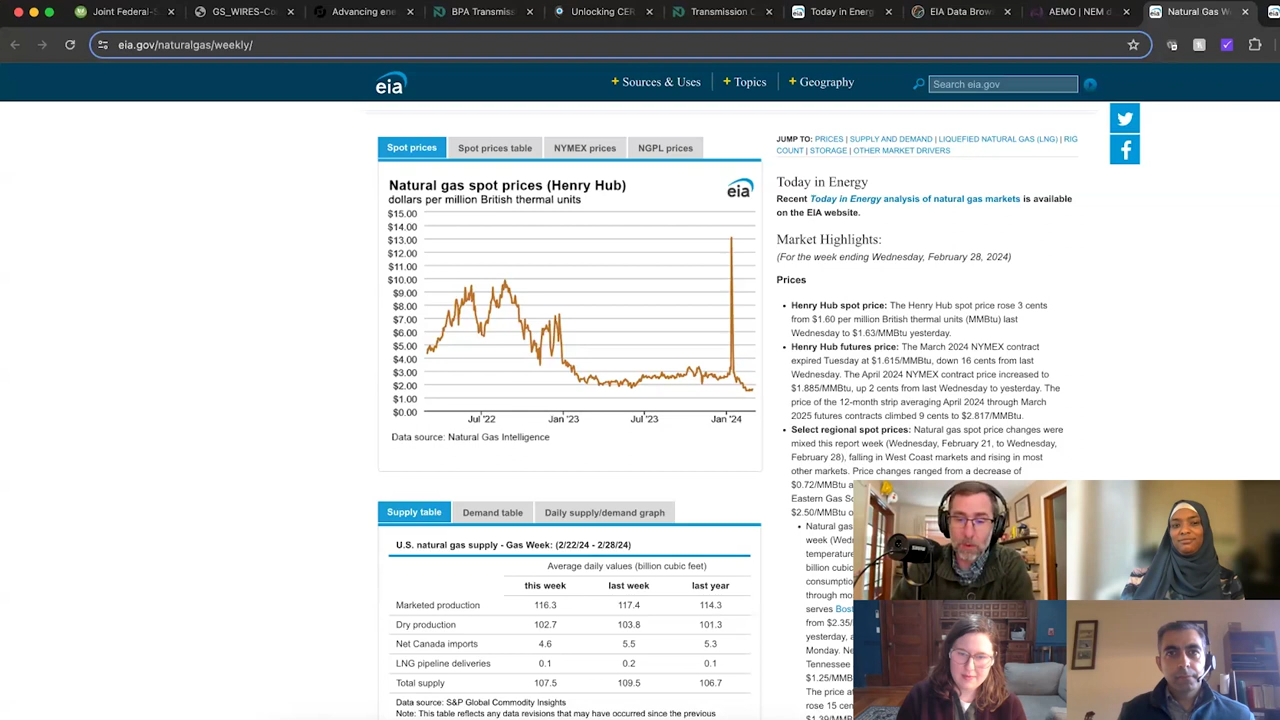 Joint Federal-S
GS_WIRES-Co
Advancing ene
BPA Transmiss
Unlocking CER
Transmission C
Today in Energ
EIA Data Brow
AEMO | NEM d
Natural Gas
eia.gov/naturalgas/weekly/
eia
+ Sources & Uses
+ Topics
+ Geography
Search eia.gov
Spot prices
Spot prices table
NYMEX prices
NGPL prices
Natural gas spot prices (Henry Hub)
dollars per million British thermal units
eia
$15.00
$14.00
$13.00
$12.00
$11.00
$10.00
$9.00
$8.00
$7.00
$6.00
$5.00
$4.00
$3.00
$2.00
$1.00
$0.00
Jul '22
Jan '23
Jul '23
Jan '24
Data source: Natural Gas Intelligence
JUMP TO: PRICES | SUPPLY AND DEMAND | LIQUEFIED NATURAL GAS (LNG) | RIG
COUNT | STORAGE | OTHER MARKET DRIVERS
Today in Energy
Recent Today in Energy analysis of natural gas markets is available
on the EIA website.
Market Highlights:
(For the week ending Wednesday, February 28, 2024)
Prices
• Henry Hub spot price: The Henry Hub spot price rose 3 cents
from $1.60 per million British thermal units (MMBtu) last
Wednesday to $1.63/MMBtu yesterday.
• Henry Hub futures price: The March 2024 NYMEX contract
expired Tuesday at $1.615/MMBtu, down 16 cents from last
Wednesday. The April 2024 NYMEX contract price increased to
$1.885/MMBtu, up 2 cents from last Wednesday to yesterday. The
price of the 12-month strip averaging April 2024 through March
2025 futures contracts climbed 9 cents to $2.817/MMBtu.
• Select regional spot prices: Natural gas spot price changes were
mixed this report week (Wednesday, February 21, to Wednesday,
February 28), falling in West Coast markets and rising in most
other markets. Price changes ranged from a decrease of
$0.72/MMBtu a
Eastern Gas So
$2.50/MMBtu o
• Natural gas
week (Wedn
temperature
billion cubic
consumption
through mo
serves Bost
from $2.35/
yesterday, a
Monday. Ne
Tennessee
$1.25/MMB
The price at
rose 15 cen
$1.39/MMB
Supply table
Demand table
Daily supply/demand graph
U.S. natural gas supply - Gas Week: (2/22/24 - 2/28/24)
Average daily values (billion cubic feet)
this week last week last year
Marketed production 116.3 117.4 114.3
Dry production 102.7 103.8 101.3
Net Canada imports 4.6 5.5 5.3
LNG pipeline deliveries 0.1 0.2 0.1
Total supply 107.5 109.5 106.7
Data source: S&P Global Commodity Insights
Note: This table reflects any data revisions that may have occurred since the previous
SHURE